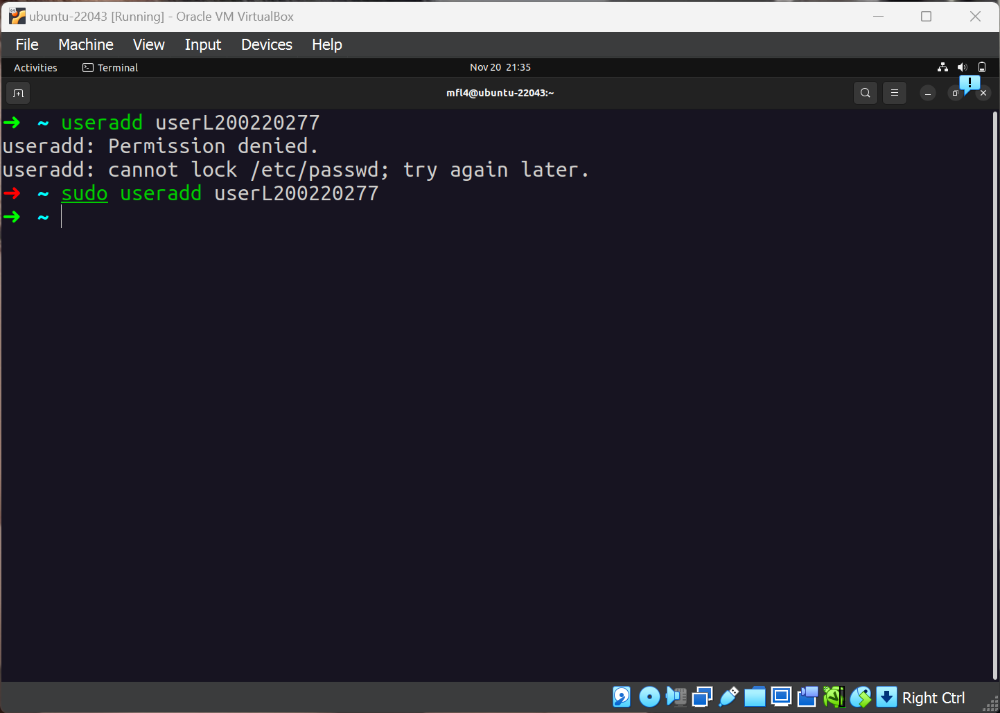 ubuntu-22043 [Running] - Oracle VM VirtualBox
File Machine View Input Devices Help
Activities Terminal Nov 20 21:35
mfl4@ubuntu-22043:~
➜ ~ useradd userL200220277
useradd: Permission denied.
useradd: cannot lock /etc/passwd; try again later.
➜ ~ sudo useradd userL200220277
➜ ~
Right Ctrl